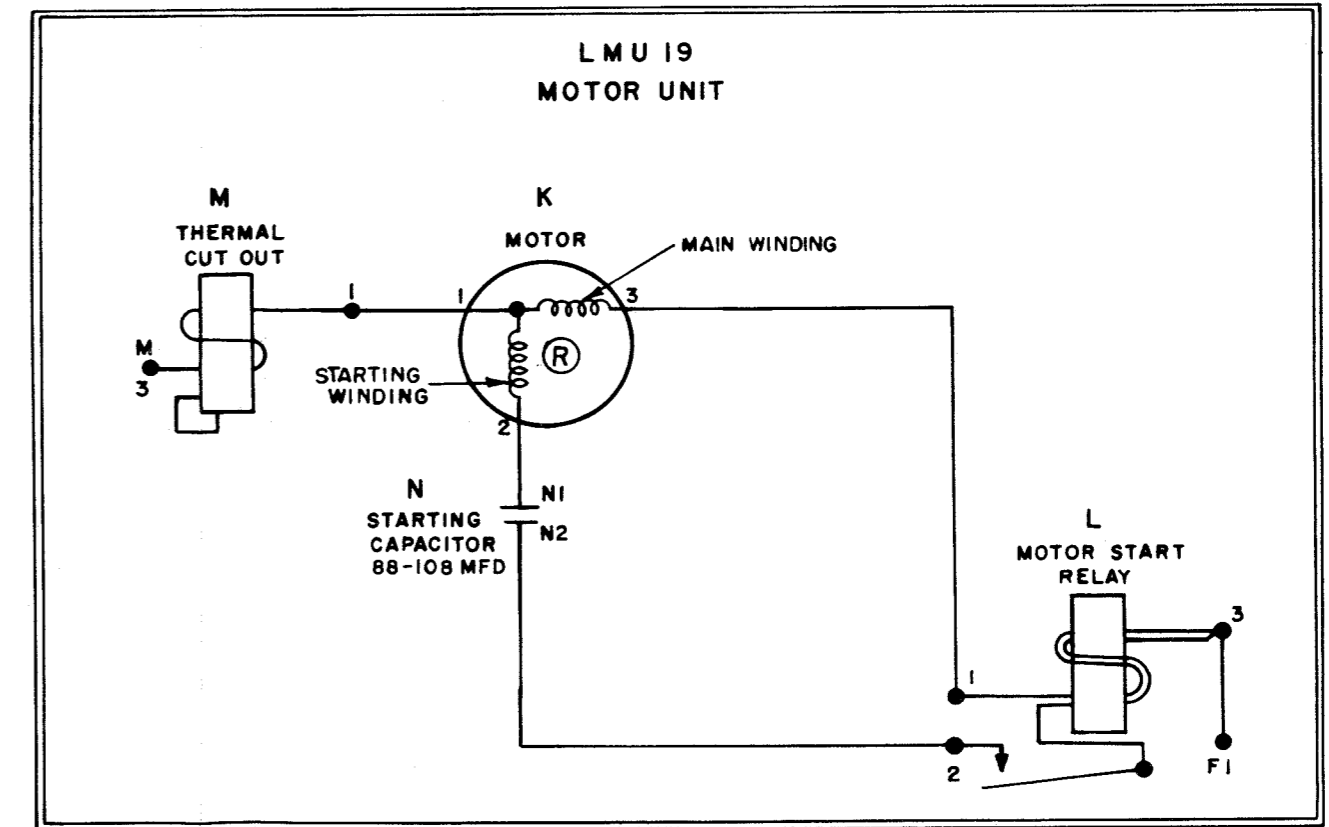 LMU 19
MOTOR UNIT
M
THERMAL
CUT OUT
K
MOTOR
MAIN WINDING
1
1
3
M
3
STARTING
WINDING
R
2
N
STARTING
CAPACITOR
88-108 MFD
N1
N2
L
MOTOR START
RELAY
3
1
2
F1